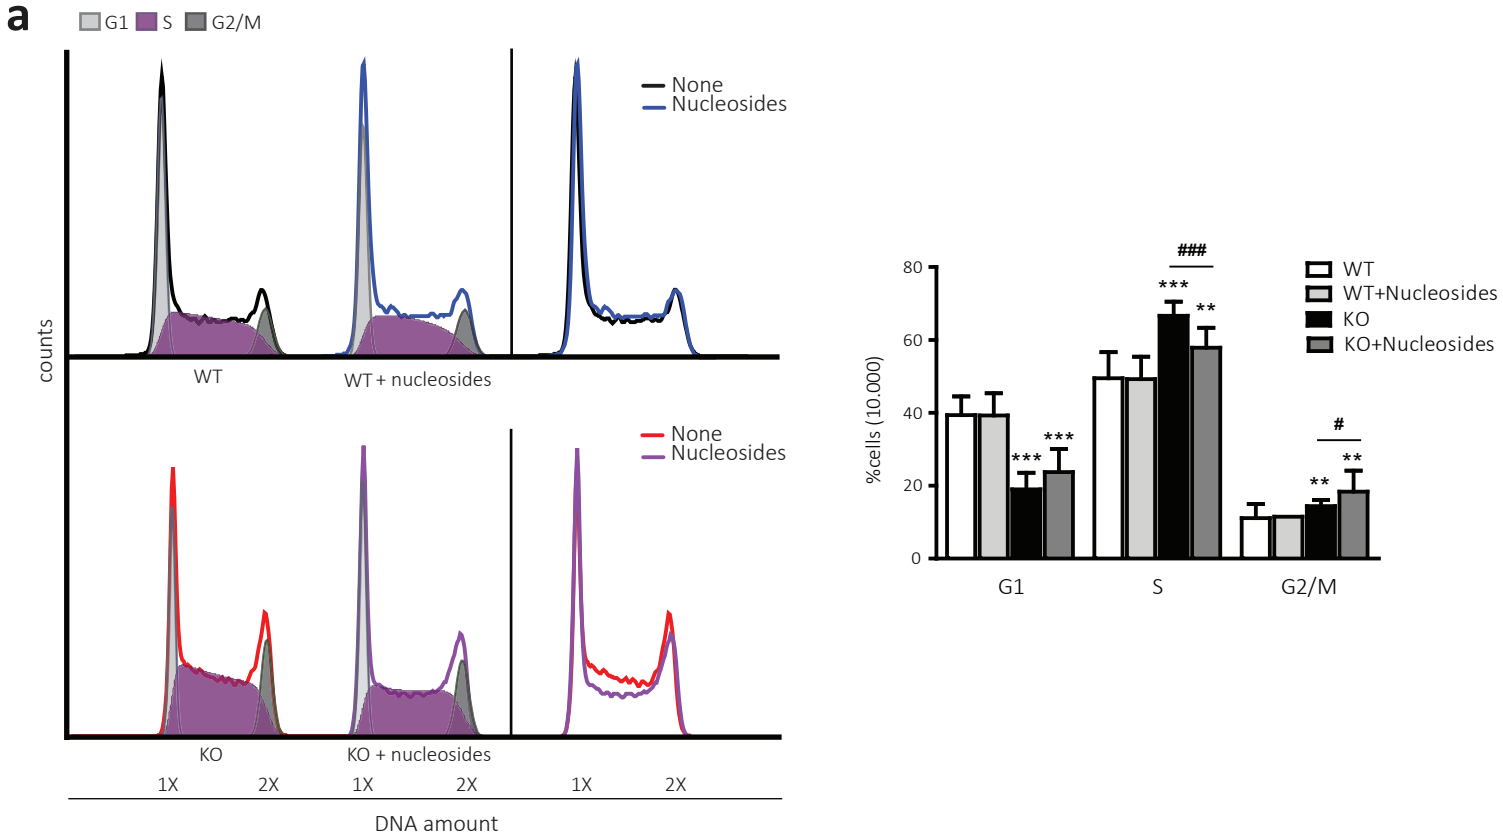 a
G1 S G2/M
None
Nucleosides
counts
WT
WT + nucleosides
None
Nucleosides
KO
KO + nucleosides
1X 2X 1X 2X 1X 2X
DNA amount
%cells (10.000)
80
60
40
20
0
***
***
###
***
**
#
**
**
G1 S G2/M
WT
WT+Nucleosides
KO
KO+Nucleosides